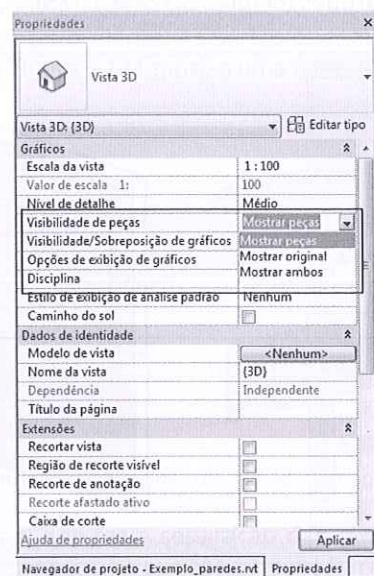 Propriedades x
Vista 3D
Vista 3D: {3D} Editar tipo
Gráficos
Escala da vista 1 : 100
Valor de escala 1: 100
Nível de detalhe Médio
Visibilidade de peças Mostrar peças
Visibilidade/Sobreposição de gráficos Mostrar peças
Opções de exibição de gráficos Mostrar original
Disciplina Mostrar ambos
Estilo de exibição de análise padrão Nenhum
Caminho do sol
Dados de identidade
Modelo de vista <Nenhum>
Nome da vista {3D}
Dependência Independente
Título da página
Extensões
Recortar vista
Região de recorte visível
Recorte de anotação
Recorte afastado ativo
Caixa de corte
Ajuda de propriedades Aplicar
Navegador de projeto - Exemplo_paredes.rvt Propriedades